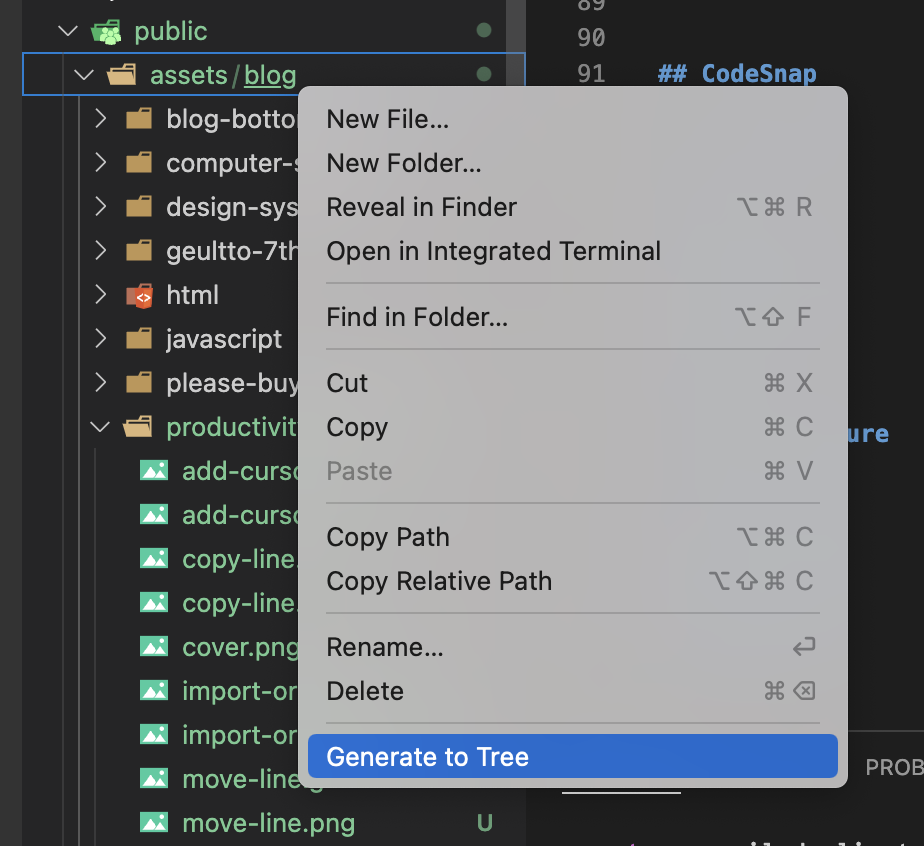 89
public
90
assets/blog
91 ## CodeSnap
New File...
New Folder...
Reveal in Finder ⌥⌘ R
Open in Integrated Terminal
Find in Folder... ⌥⇧ F
Cut ⌘ X
Copy ⌘ C
Paste ⌘ V
Copy Path ⌥⌘ C
Copy Relative Path ⌥⇧⌘ C
Rename... ⏎
Delete ⌘⌫
Generate to Tree
blog-botto
computer-s
design-sys
geultto-7th
html
javascript
please-buy
productivit
add-curso
add-curso
copy-line.
copy-line.
cover.png
import-or
import-or
move-line.g
move-line.png U
ure
PROB